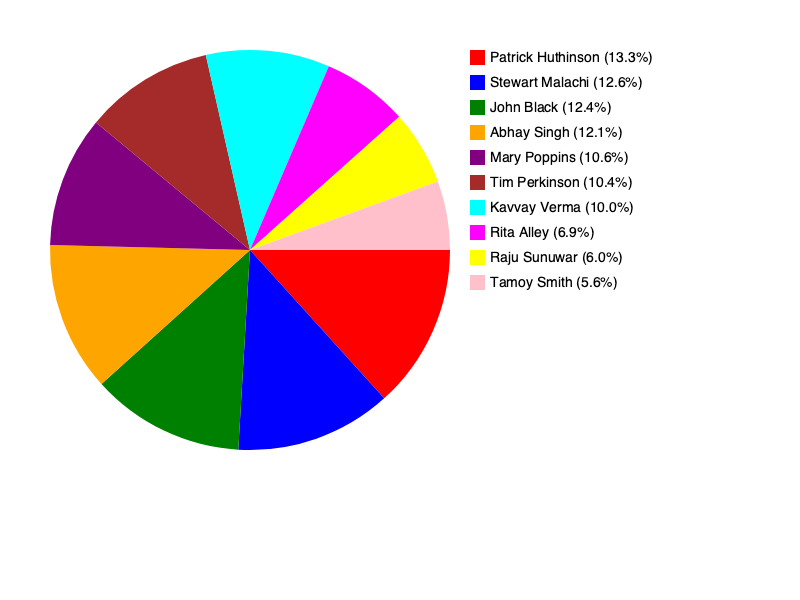 Patrick Huthinson (13.3%)
Stewart Malachi (12.6%)
John Black (12.4%)
Abhay Singh (12.1%)
Mary Poppins (10.6%)
Tim Perkinson (10.4%)
Kavvay Verma (10.0%)
Rita Alley (6.9%)
Raju Sunuwar (6.0%)
Tamoy Smith (5.6%)